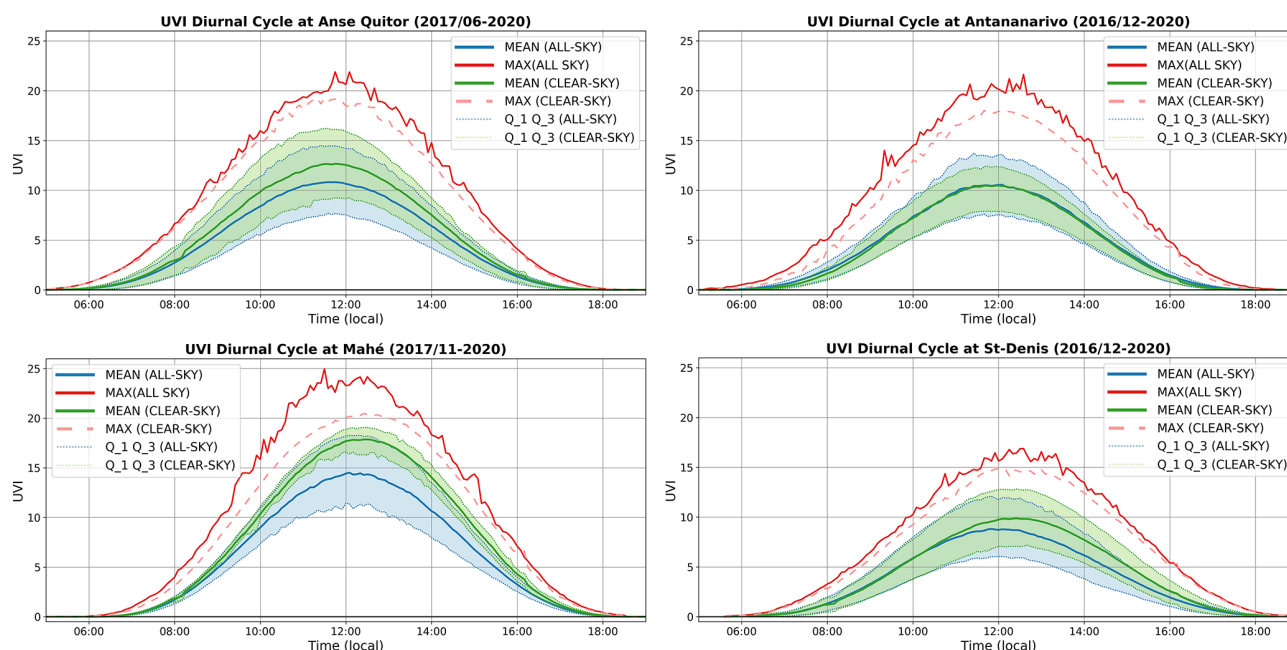 UVI Diurnal Cycle at Anse Quitor (2017/06-2020)
25
20
15
10
5
0
UVI
MEAN (ALL-SKY)
MAX(ALL SKY)
MEAN (CLEAR-SKY)
MAX (CLEAR-SKY)
Q_1 Q_3 (ALL-SKY)
Q_1 Q_3 (CLEAR-SKY)
06:00 08:00 10:00 12:00 14:00 16:00 18:00
Time (local)
UVI Diurnal Cycle at Antananarivo (2016/12-2020)
25
20
15
10
5
0
UVI
MEAN (ALL-SKY)
MAX(ALL SKY)
MEAN (CLEAR-SKY)
MAX (CLEAR-SKY)
Q_1 Q_3 (ALL-SKY)
Q_1 Q_3 (CLEAR-SKY)
06:00 08:00 10:00 12:00 14:00 16:00 18:00
Time (local)
UVI Diurnal Cycle at Mahé (2017/11-2020)
25
20
15
10
5
0
UVI
MEAN (ALL-SKY)
MAX(ALL SKY)
MEAN (CLEAR-SKY)
MAX (CLEAR-SKY)
Q_1 Q_3 (ALL-SKY)
Q_1 Q_3 (CLEAR-SKY)
06:00 08:00 10:00 12:00 14:00 16:00 18:00
Time (local)
UVI Diurnal Cycle at St-Denis (2016/12-2020)
25
20
15
10
5
0
UVI
MEAN (ALL-SKY)
MAX(ALL SKY)
MEAN (CLEAR-SKY)
MAX (CLEAR-SKY)
Q_1 Q_3 (ALL-SKY)
Q_1 Q_3 (CLEAR-SKY)
06:00 08:00 10:00 12:00 14:00 16:00 18:00
Time (local)